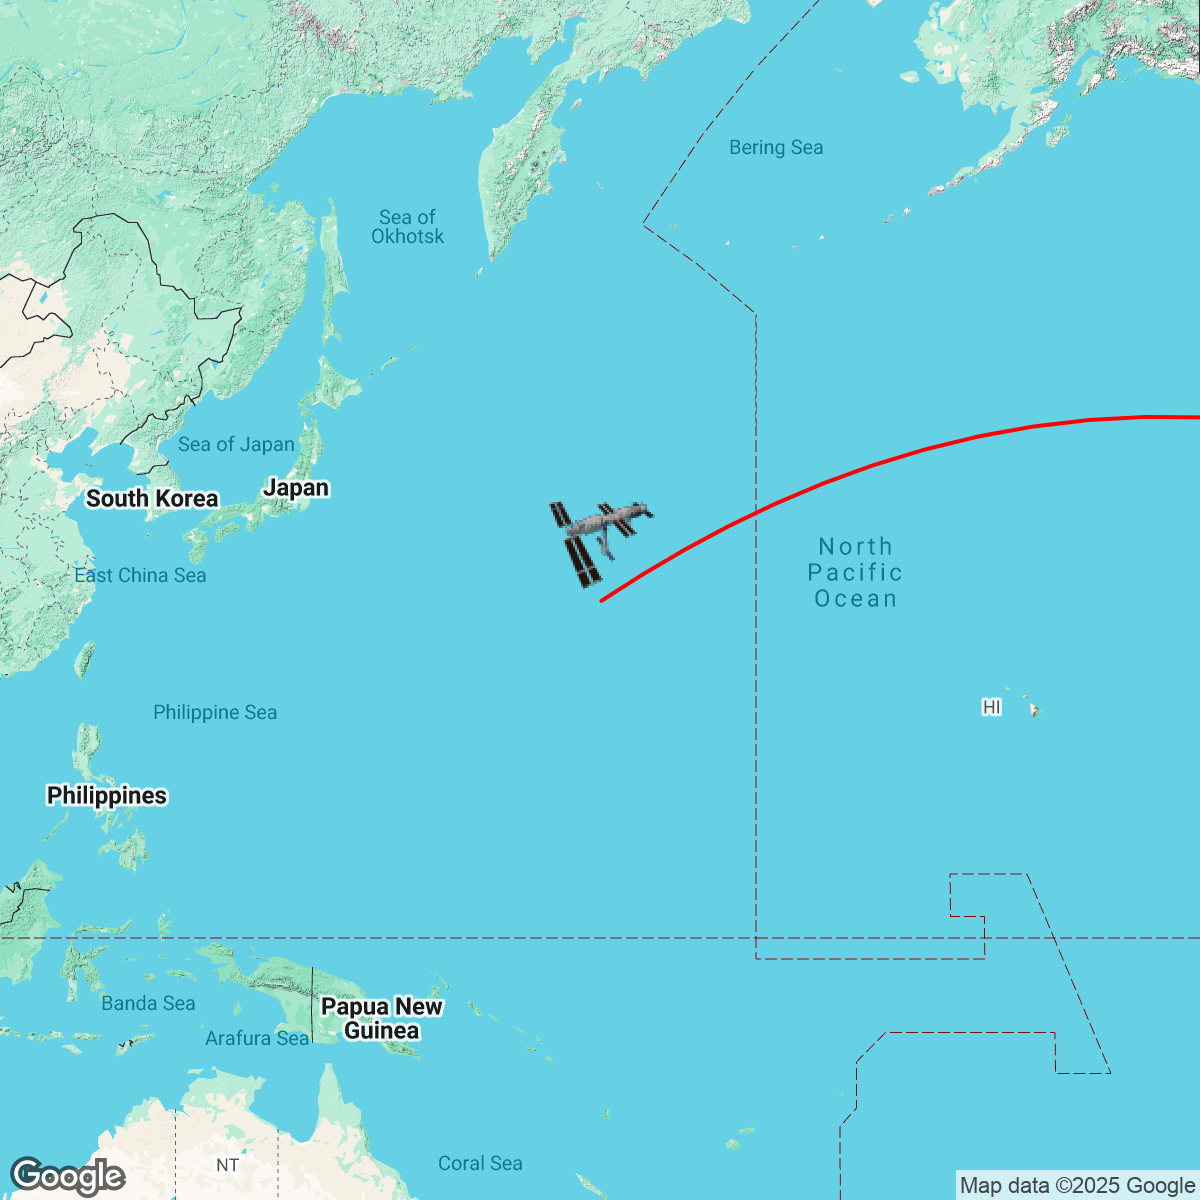 Bering Sea
Sea of
Okhotsk
Sea of Japan
South Korea
Japan
East China Sea
North
Pacific
Ocean
Philippine Sea
HI
Philippines
Banda Sea
Papua New
Guinea
Arafura Sea
NT
Coral Sea
Google
Map data ©2025 Google